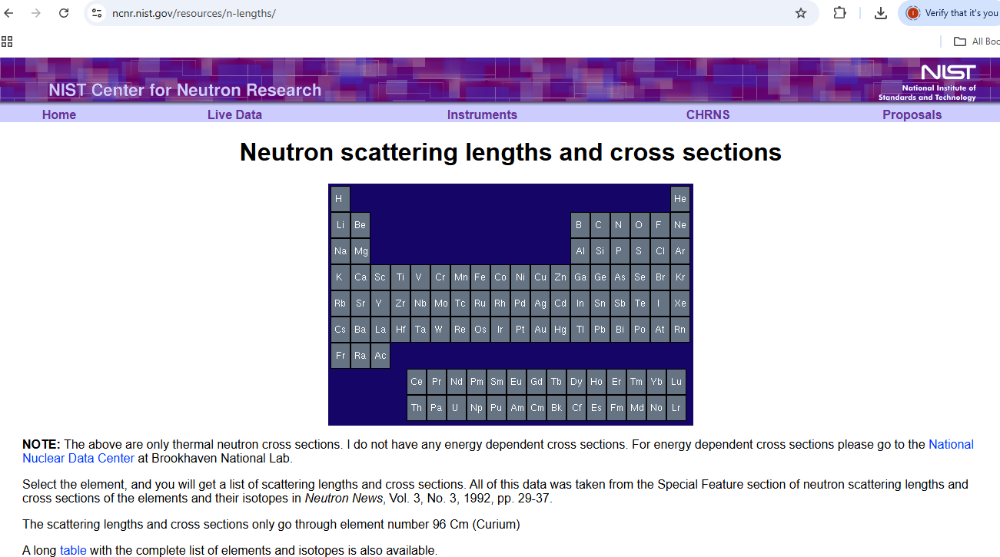 ncnr.nist.gov/resources/n-lengths/
Verify that it's you
All Boo
NIST Center for Neutron Research
NIST
National Institute of
Standards and Technology
Home Live Data Instruments CHRNS Proposals
Neutron scattering lengths and cross sections
H He
Li Be B C N O F Ne
Na Mg Al Si P S Cl Ar
K Ca Sc Ti V Cr Mn Fe Co Ni Cu Zn Ga Ge As Se Br Kr
Rb Sr Y Zr Nb Mo Tc Ru Rh Pd Ag Cd In Sn Sb Te I Xe
Cs Ba La Hf Ta W Re Os Ir Pt Au Hg Tl Pb Bi Po At Rn
Fr Ra Ac
Ce Pr Nd Pm Sm Eu Gd Tb Dy Ho Er Tm Yb Lu
Th Pa U Np Pu Am Cm Bk Cf Es Fm Md No Lr
NOTE: The above are only thermal neutron cross sections. I do not have any energy dependent cross sections. For energy dependent cross sections please go to the National
Nuclear Data Center at Brookhaven National Lab.
Select the element, and you will get a list of scattering lengths and cross sections. All of this data was taken from the Special Feature section of neutron scattering lengths and
cross sections of the elements and their isotopes in Neutron News, Vol. 3, No. 3, 1992, pp. 29-37.
The scattering lengths and cross sections only go through element number 96 Cm (Curium)
A long table with the complete list of elements and isotopes is also available.